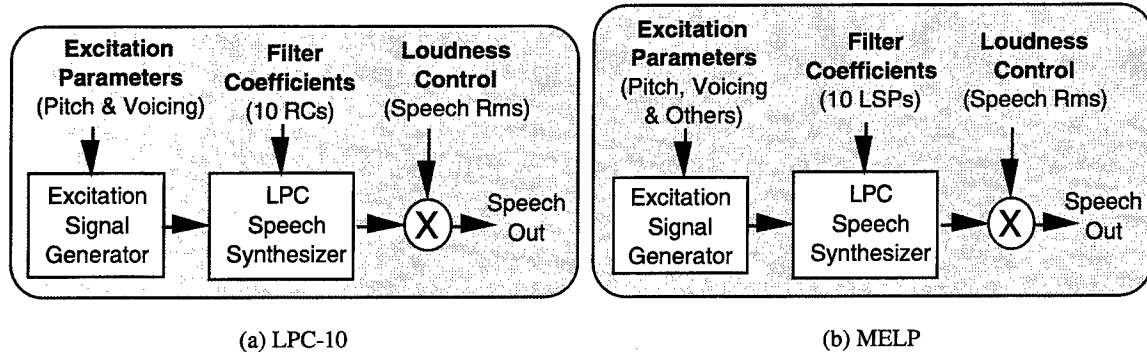 Excitation
Parameters
(Pitch & Voicing)
Filter
Coefficients
(10 RCs)
Loudness
Control
(Speech Rms)
Excitation
Signal
Generator
LPC
Speech
Synthesizer
X
Speech
Out
(a) LPC-10
Excitation
Parameters
(Pitch, Voicing
& Others)
Filter
Coefficients
(10 LSPs)
Loudness
Control
(Speech Rms)
Excitation
Signal
Generator
LPC
Speech
Synthesizer
X
Speech
Out
(b) MELP